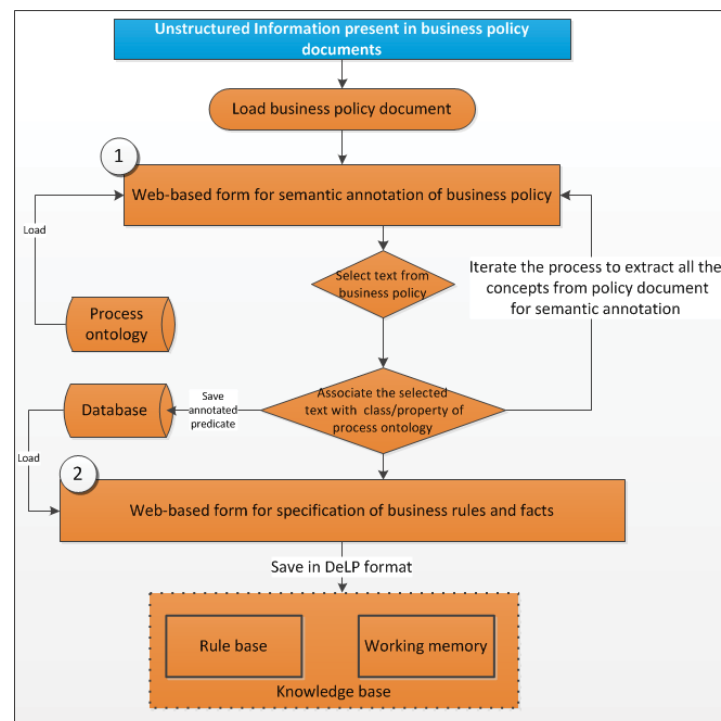 Unstructured Information present in business policy
documents
Load business policy document
1
Web-based form for semantic annotation of business policy
Load
Select text from
business policy
Iterate the process to extract all the
concepts from policy document
for semantic annotation
Process
ontology
Database
Save
annotated
predicate
Associate the selected
text with class/property of
process ontology
Load
2
Web-based form for specification of business rules and facts
Save in DeLP format
Rule base
Working memory
Knowledge base